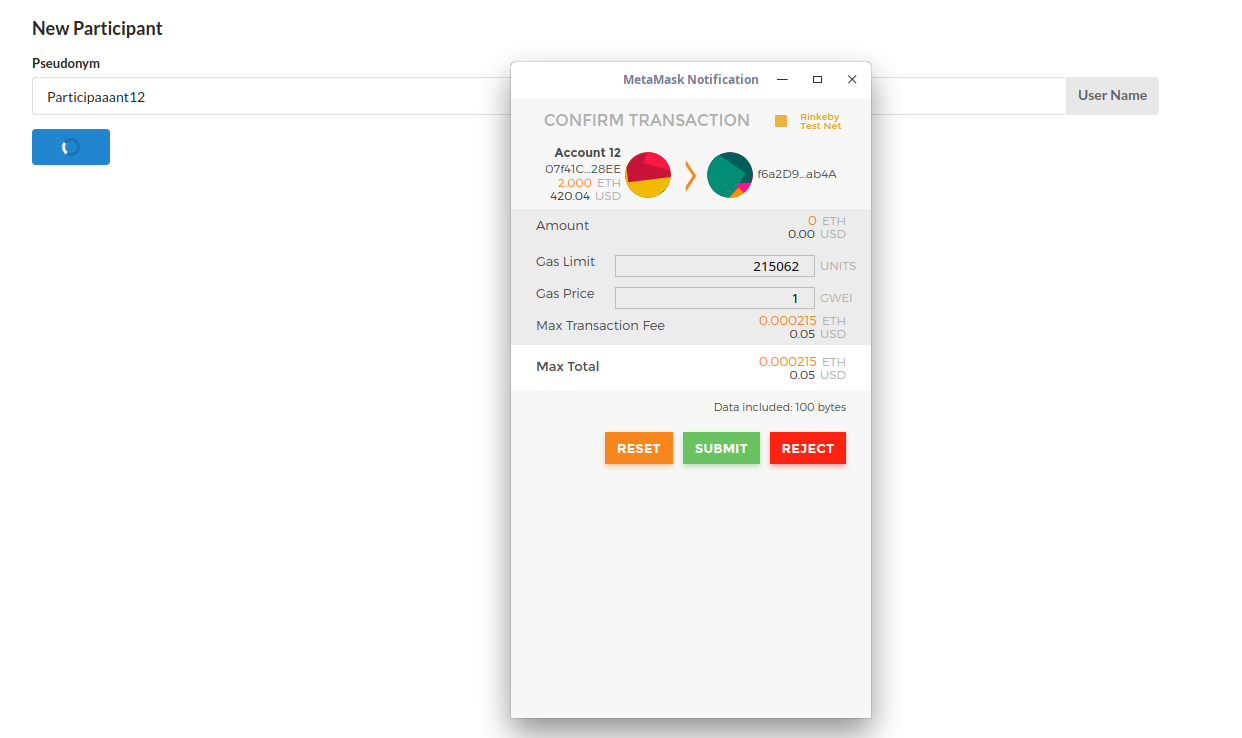 New Participant
Pseudonym
Participaaant12
User Name
MetaMask Notification
CONFIRM TRANSACTION
Rinkeby
Test Net
Account 12
07f41C...28EE
2.000 ETH
420.04 USD
f6a2D9...ab4A
Amount
0 ETH
0.00 USD
Gas Limit 215062 UNITS
Gas Price 1 GWEI
Max Transaction Fee
0.000215 ETH
0.05 USD
Max Total
0.000215 ETH
0.05 USD
Data included: 100 bytes
RESET SUBMIT REJECT